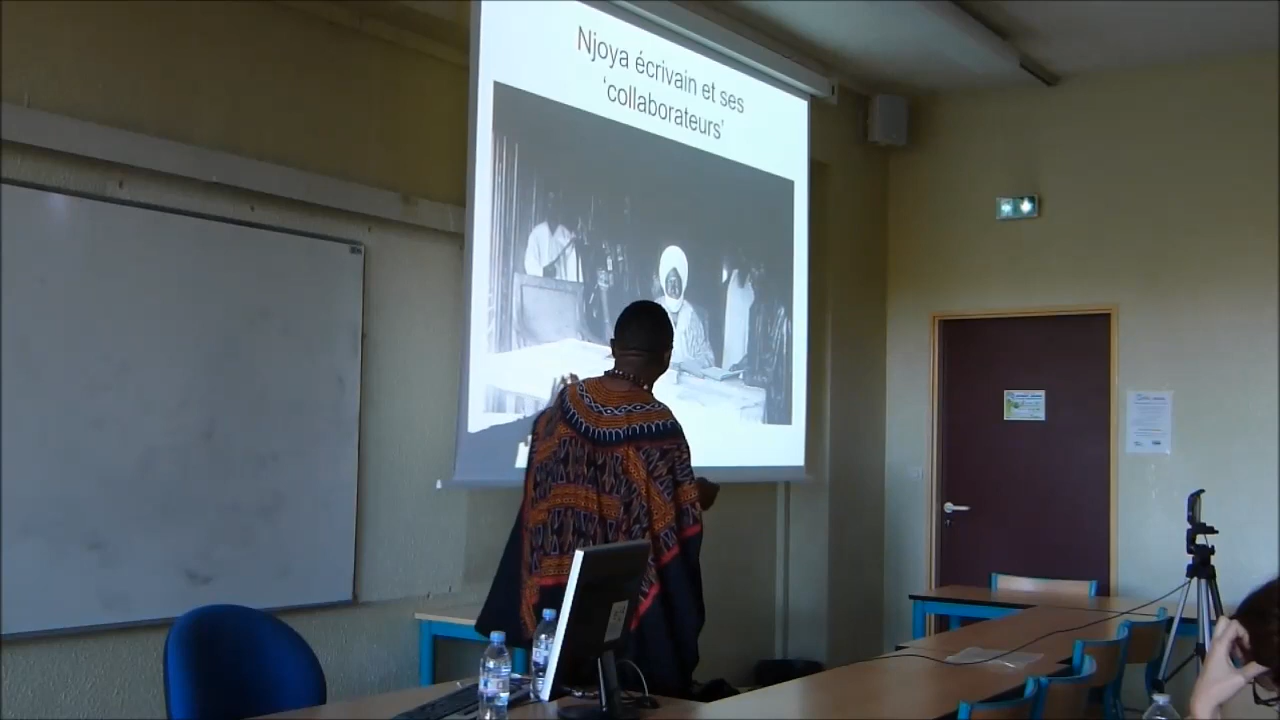 Njoya écrivain et ses
‘collaborateurs’